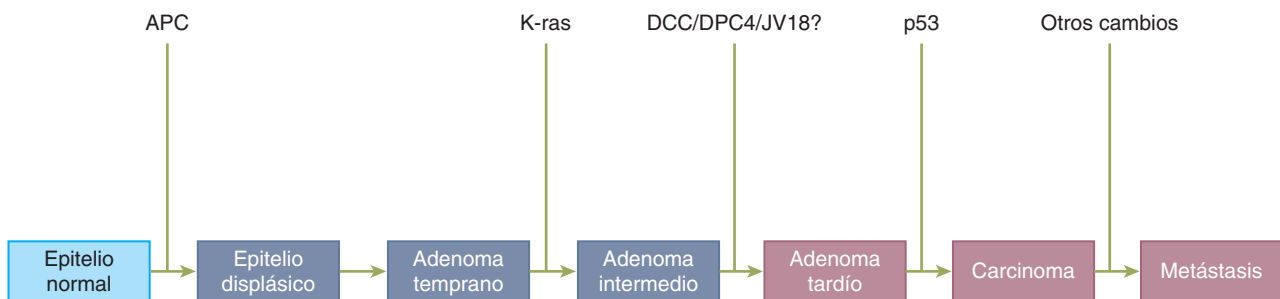 APC
K-ras
DCC/DPC4/JV18?
p53
Otros cambios
Epitelio
normal
Epitelio
displásico
Adenoma
temprano
Adenoma
intermedio
Adenoma
tardío
Carcinoma
Metástasis